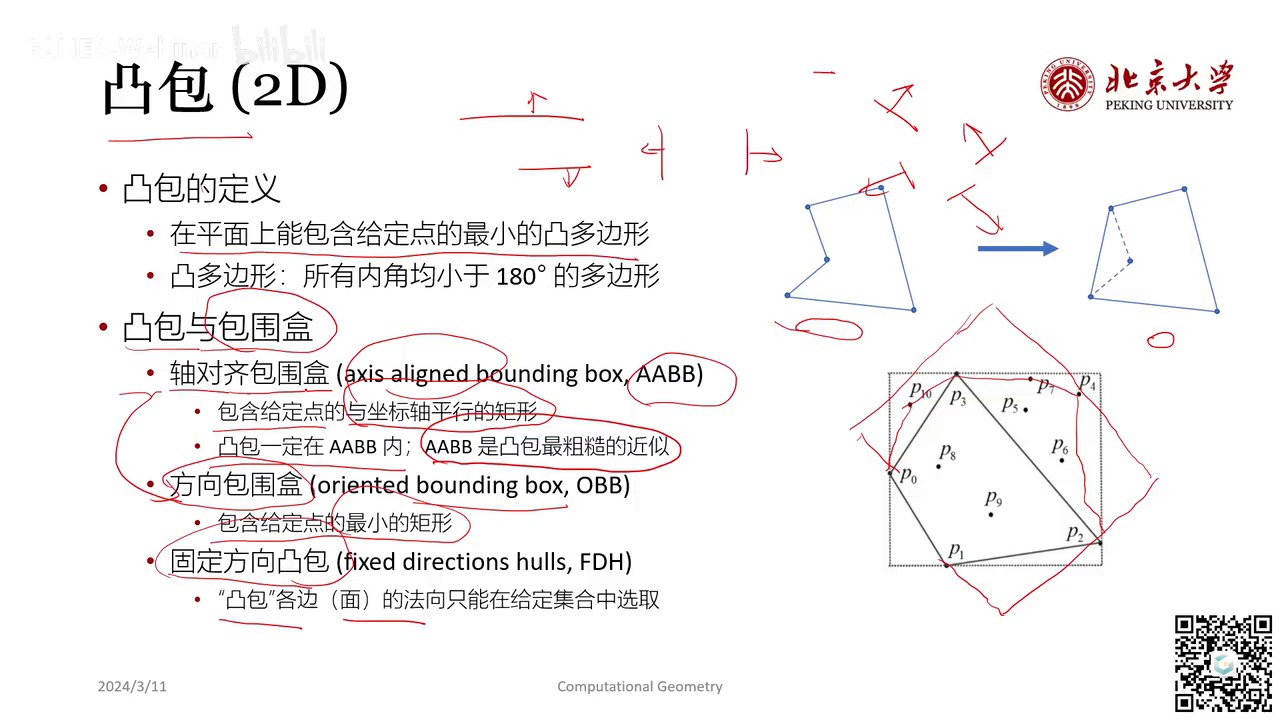 bilibili
凸包 (2D)
北京大学
PEKING UNIVERSITY
PEKING UNIVERSITY
1898
• 凸包的定义
• 在平面上能包含给定点的最小的凸多边形
• 凸多边形：所有内角均小于 180° 的多边形
• 凸包与包围盒
• 轴对齐包围盒 (axis aligned bounding box, AABB)
• 包含给定点的与坐标轴平行的矩形
• 凸包一定在 AABB 内；AABB 是凸包最粗糙的近似
• 方向包围盒 (oriented bounding box, OBB)
• 包含给定点的最小的矩形
• 固定方向凸包 (fixed directions hulls, FDH)
• “凸包”各边（面）的法向只能在给定集合中选取
p10
p3
p7
p4
p5
p6
p8
p0
p9
p2
p1
2024/3/11
Computational Geometry